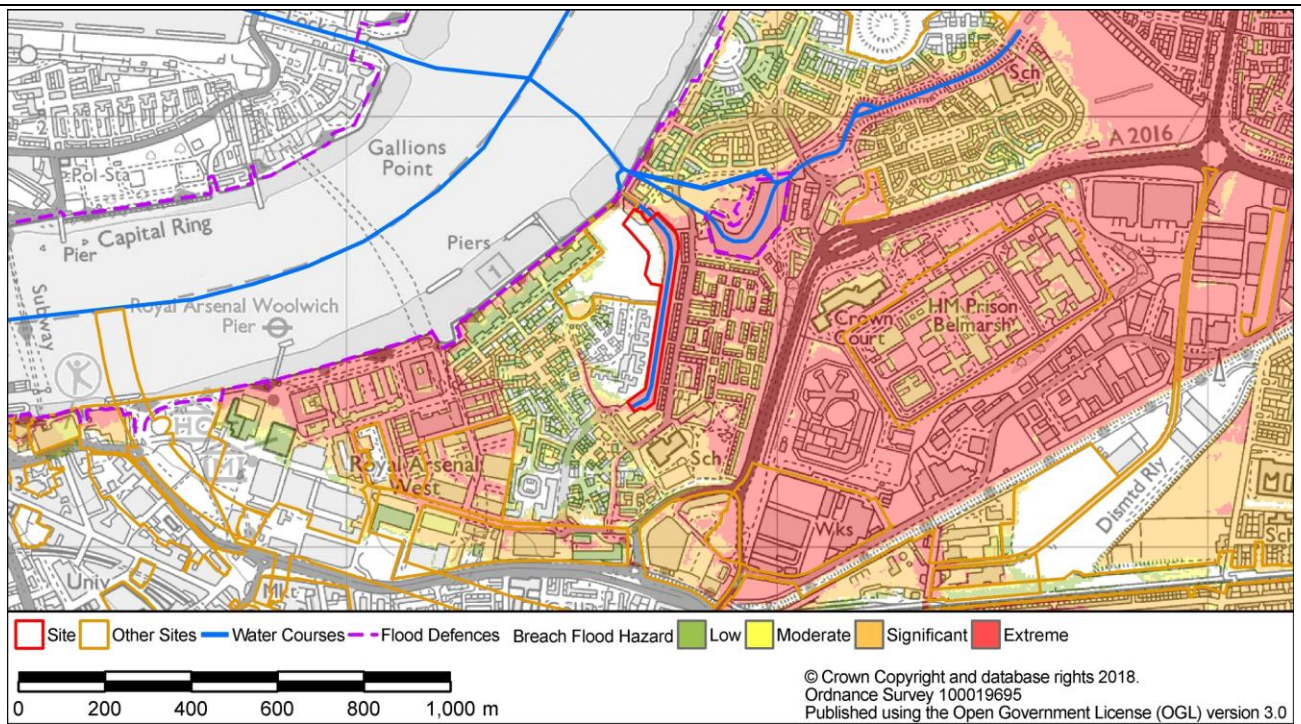 Pol Sta
Gallions
Point
Capital Ring
Pier
Piers
1
2
Sch
A 2016
Subway
Royal Arsenal Woolwich
Pier
Crown
Court
HM Prison
Belmarsh
Royal Arsenal
West
Sch
Wks
Dismtd Rly
Sch
Univ
Site
Other Sites
Water Courses
Flood Defences
Breach Flood Hazard
Low
Moderate
Significant
Extreme
0 200 400 600 800 1,000 m
© Crown Copyright and database rights 2018.
Ordnance Survey 100019695
Published using the Open Government License (OGL) version 3.0